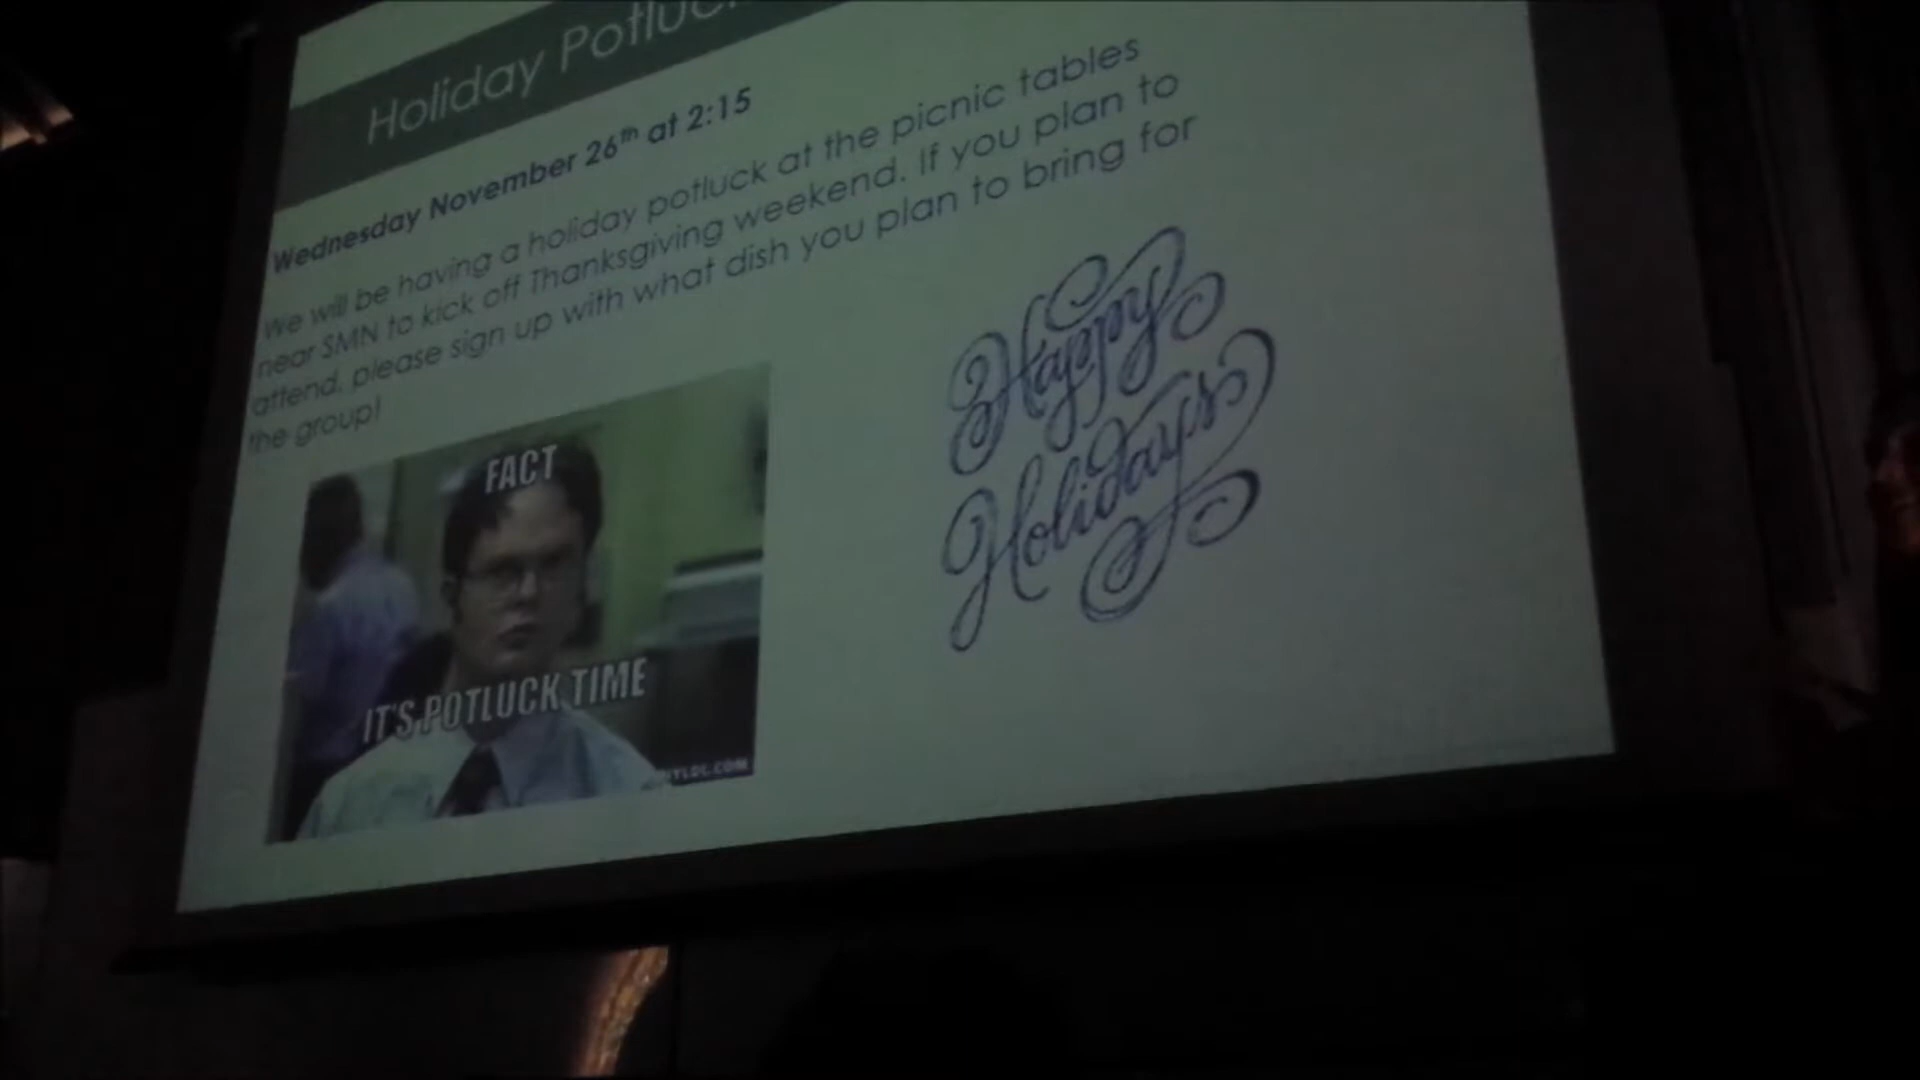 Holiday Potluck
Wednesday November 26th at 2:15
We will be having a holiday potluck at the picnic tables
near SMN to kick off Thanksgiving weekend. If you plan to
attend, please sign up with what dish you plan to bring for
the group!
FACT
IT'S POTLUCK TIME
Happy
Holidays